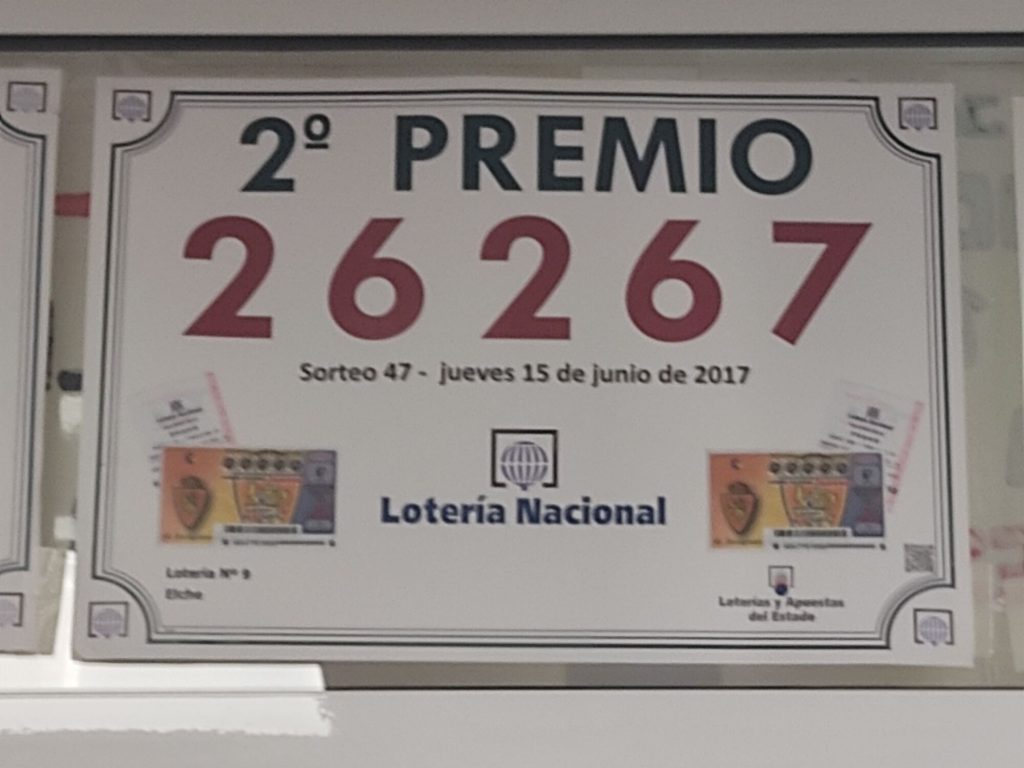 2º PREMIO
26267
Sorteo 47 - jueves 15 de junio de 2017
Lotería Nacional
Lotería Nº 9
Elche
Loterías y Apuestas
del Estado